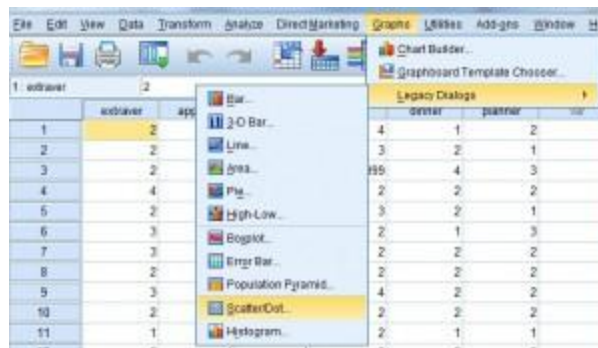 File Edit View Data Transform Analyze Direct Marketing Graphs Utilities Add-ons Window H
Chart Builder...
Graphboard Template Chooser...
Legacy Dialogs
1 : extraver 2
extraver app dinner planner var
Bar...
3-D Bar...
Line...
Area...
Pie...
High-Low...
Boxplot...
Error Bar...
Population Pyramid...
Scatter/Dot...
Histogram...
1 2 4 1 2
2 2 3 2 1
3 2 999 4 3
4 4 2 2 2
5 2 3 2 1
6 3 2 1 3
7 3 2 2 2
8 2 2 2 2
9 3 4 2 2
10 2 2 2 2
11 1 2 1 1